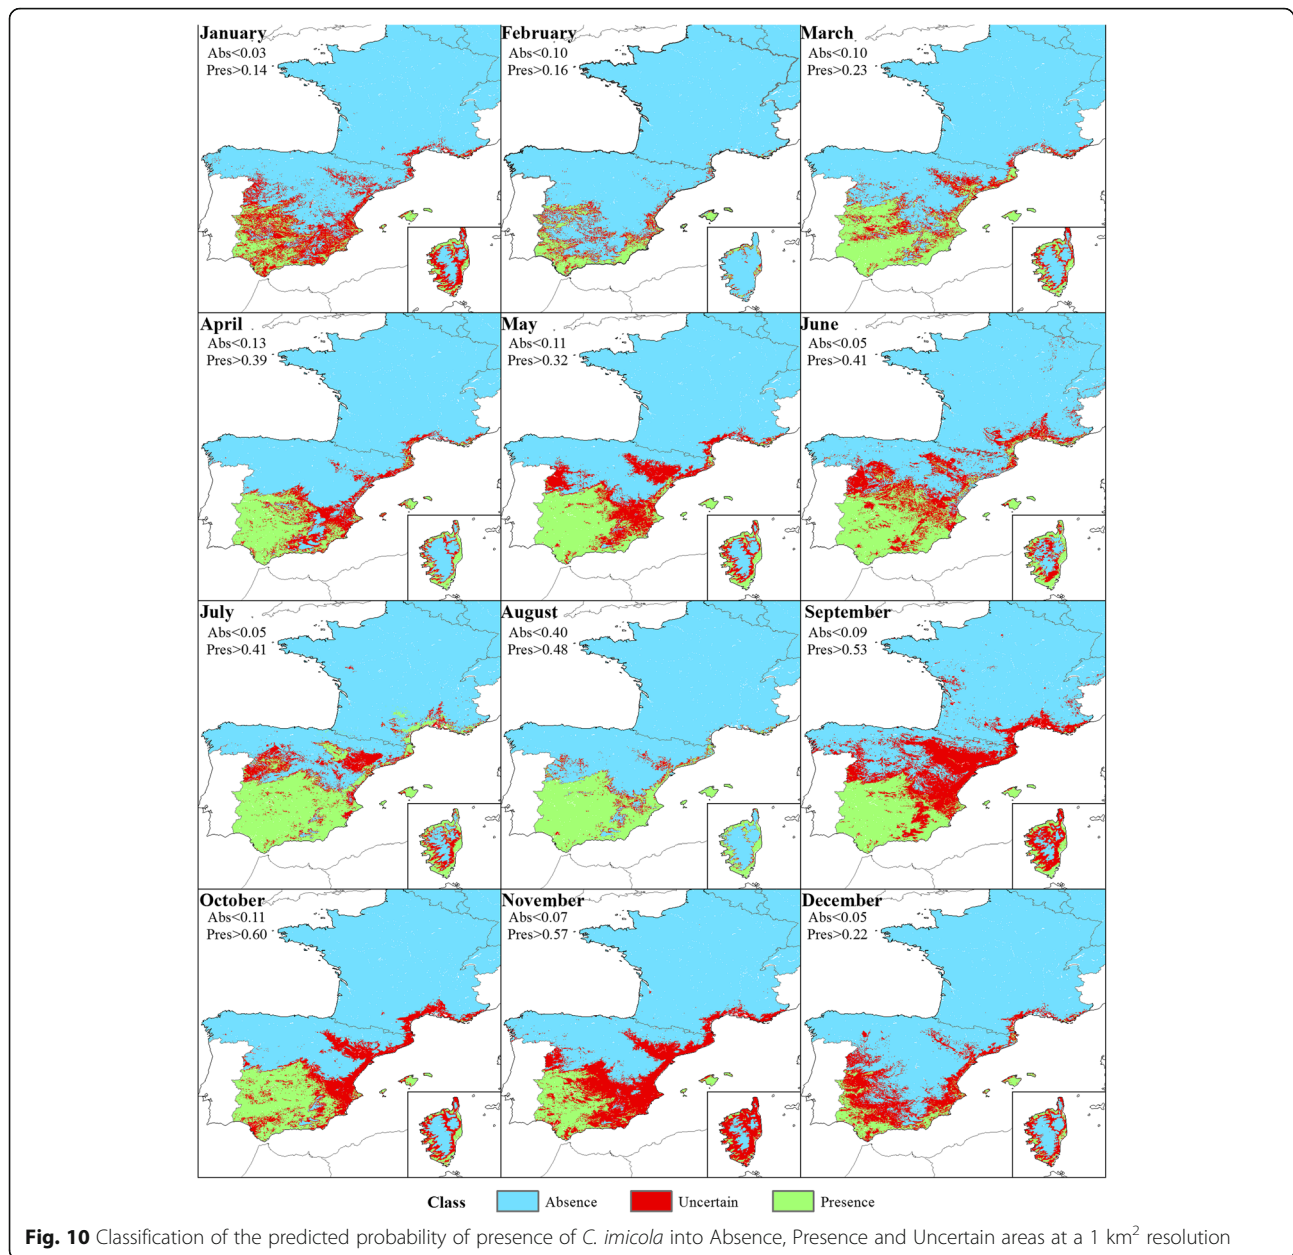 January
Abs<0.03
Pres>0.14
February
Abs<0.10
Pres>0.16
March
Abs<0.10
Pres>0.23
April
Abs<0.13
Pres>0.39
May
Abs<0.11
Pres>0.32
June
Abs<0.05
Pres>0.41
July
Abs<0.05
Pres>0.41
August
Abs<0.40
Pres>0.48
September
Abs<0.09
Pres>0.53
October
Abs<0.11
Pres>0.60
November
Abs<0.07
Pres>0.57
December
Abs<0.05
Pres>0.22
Class Absence Uncertain Presence
Fig. 10 Classification of the predicted probability of presence of C. imicola into Absence, Presence and Uncertain areas at a 1 km² resolution